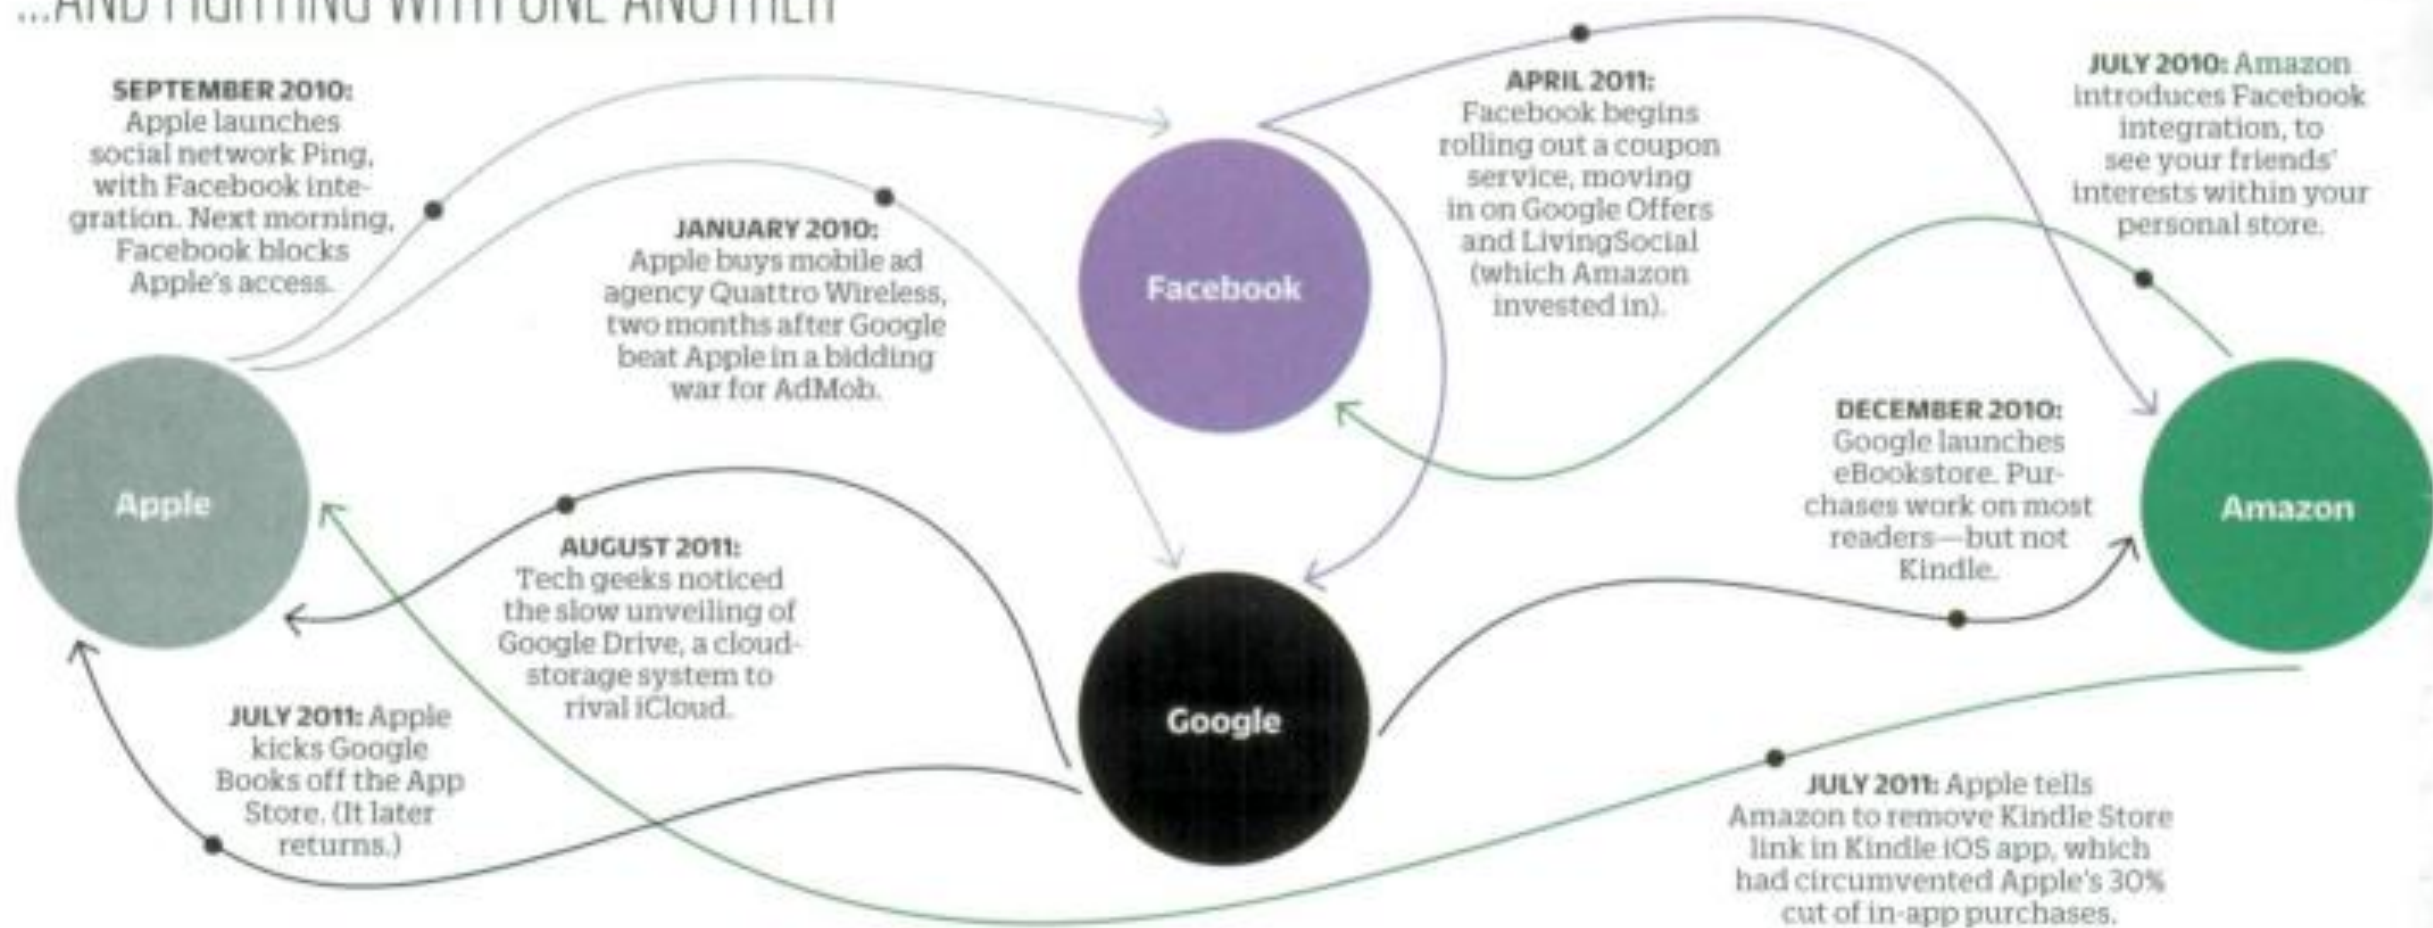 ...AND FIGHTING WITH ONE ANOTHER
SEPTEMBER 2010:
Apple launches
social network Ping,
with Facebook inte-
gration. Next morning,
Facebook blocks
Apple's access.
JANUARY 2010:
Apple buys mobile ad
agency Quattro Wireless,
two months after Google
beat Apple in a bidding
war for AdMob.
Facebook
APRIL 2011:
Facebook begins
rolling out a coupon
service, moving
in on Google Offers
and LivingSocial
(which Amazon
invested in).
JULY 2010: Amazon
introduces Facebook
integration, to
see your friends'
interests within your
personal store.
Apple
AUGUST 2011:
Tech geeks noticed
the slow unveiling of
Google Drive, a cloud-
storage system to
rival iCloud.
DECEMBER 2010:
Google launches
eBookstore. Pur-
chases work on most
readers—but not
Kindle.
Amazon
JULY 2011: Apple
kicks Google
Books off the App
Store. (It later
returns.)
Google
JULY 2011: Apple tells
Amazon to remove Kindle Store
link in Kindle iOS app, which
had circumvented Apple's 30%
cut of in-app purchases.